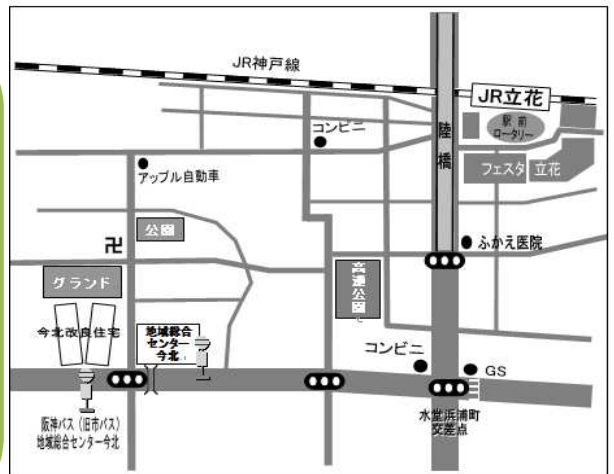 JR神戸線
JR立花
陸橋
駅前
ロータリー
コンビニ
アップル自動車
フェスタ
立花
公園
卍
ふかえ医院
グランド
高蓮公園
今北改良住宅
地域総合
センター
今北
コンビニ
GS
阪神バス（旧市バス）
地域総合センター今北
水堂浜浦町
交差点